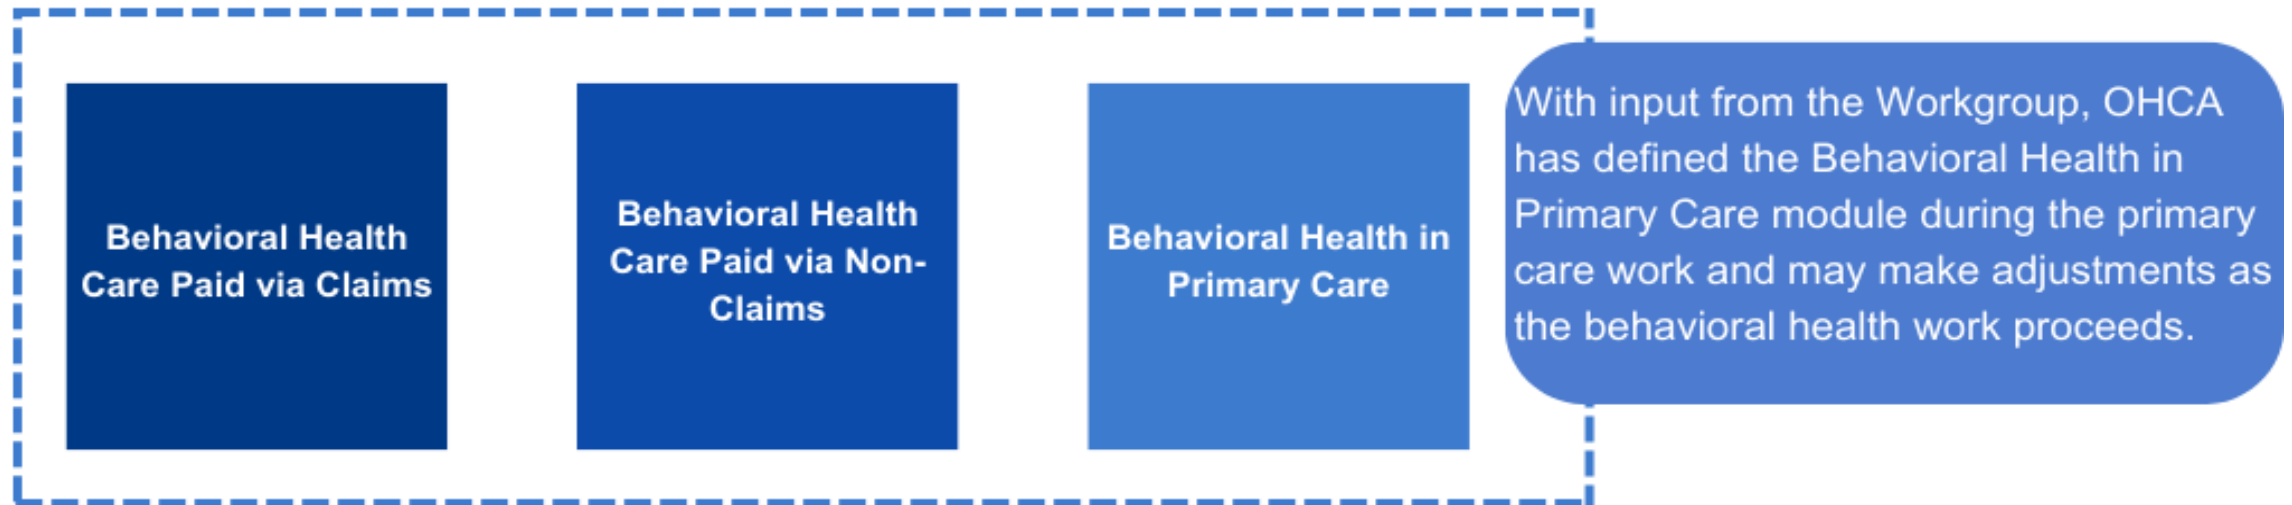 Behavioral Health
Care Paid via Claims
Behavioral Health
Care Paid via Non-
Claims
Behavioral Health in
Primary Care
With input from the Workgroup, OHCA
has defined the Behavioral Health in
Primary Care module during the primary
care work and may make adjustments as
the behavioral health work proceeds.